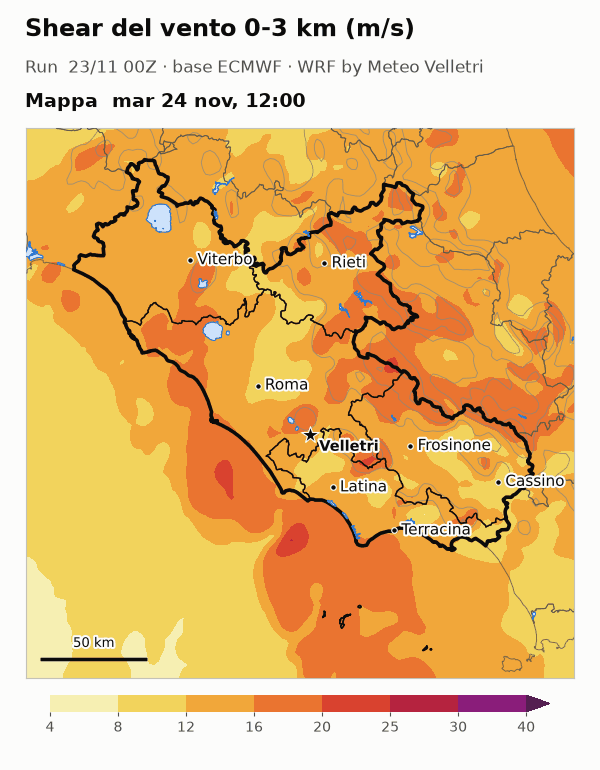 Shear del vento 0-3 km (m/s)
Run  23/11 00Z · base ECMWF · WRF by Meteo Velletri
Mappa  mar 24 nov, 12:00
Viterbo
Rieti
Roma
Velletri
Frosinone
Latina
Cassino
Terracina
50 km
4 8 12 16 20 25 30 40